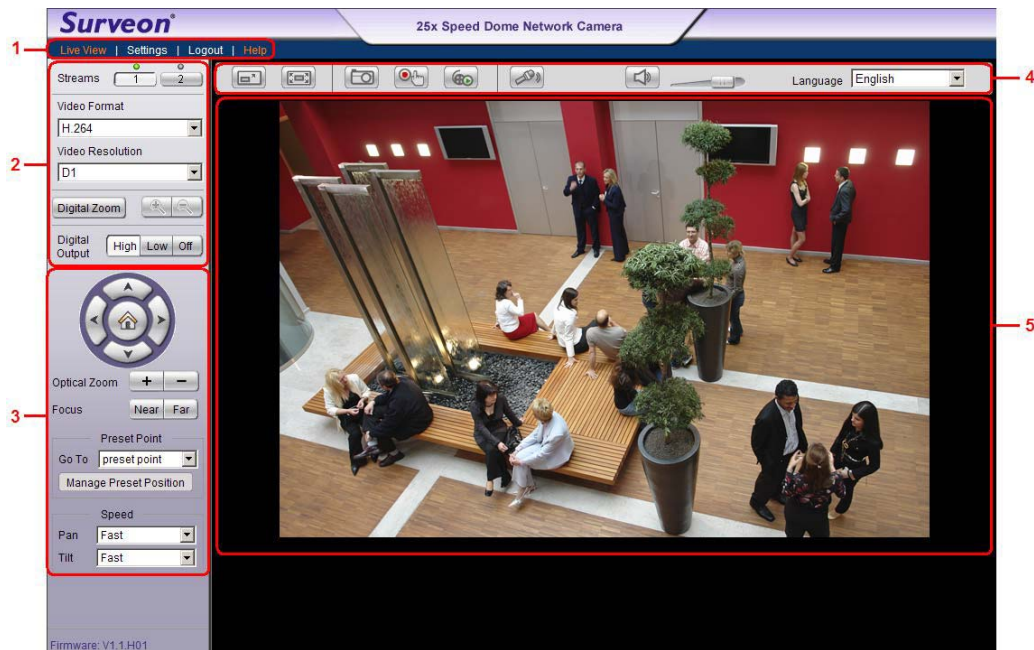 Surveon®
25x Speed Dome Network Camera
1
Live View | Settings | Logout | Help
Streams 1 2
Language English
4
Video Format
H.264
Video Resolution
2
D1
Digital Zoom
Digital Output High Low Off
5
Optical Zoom + −
3
Focus Near Far
Preset Point
Go To preset point
Manage Preset Position
Speed
Pan Fast
Tilt Fast
Firmware: V1.1.H01